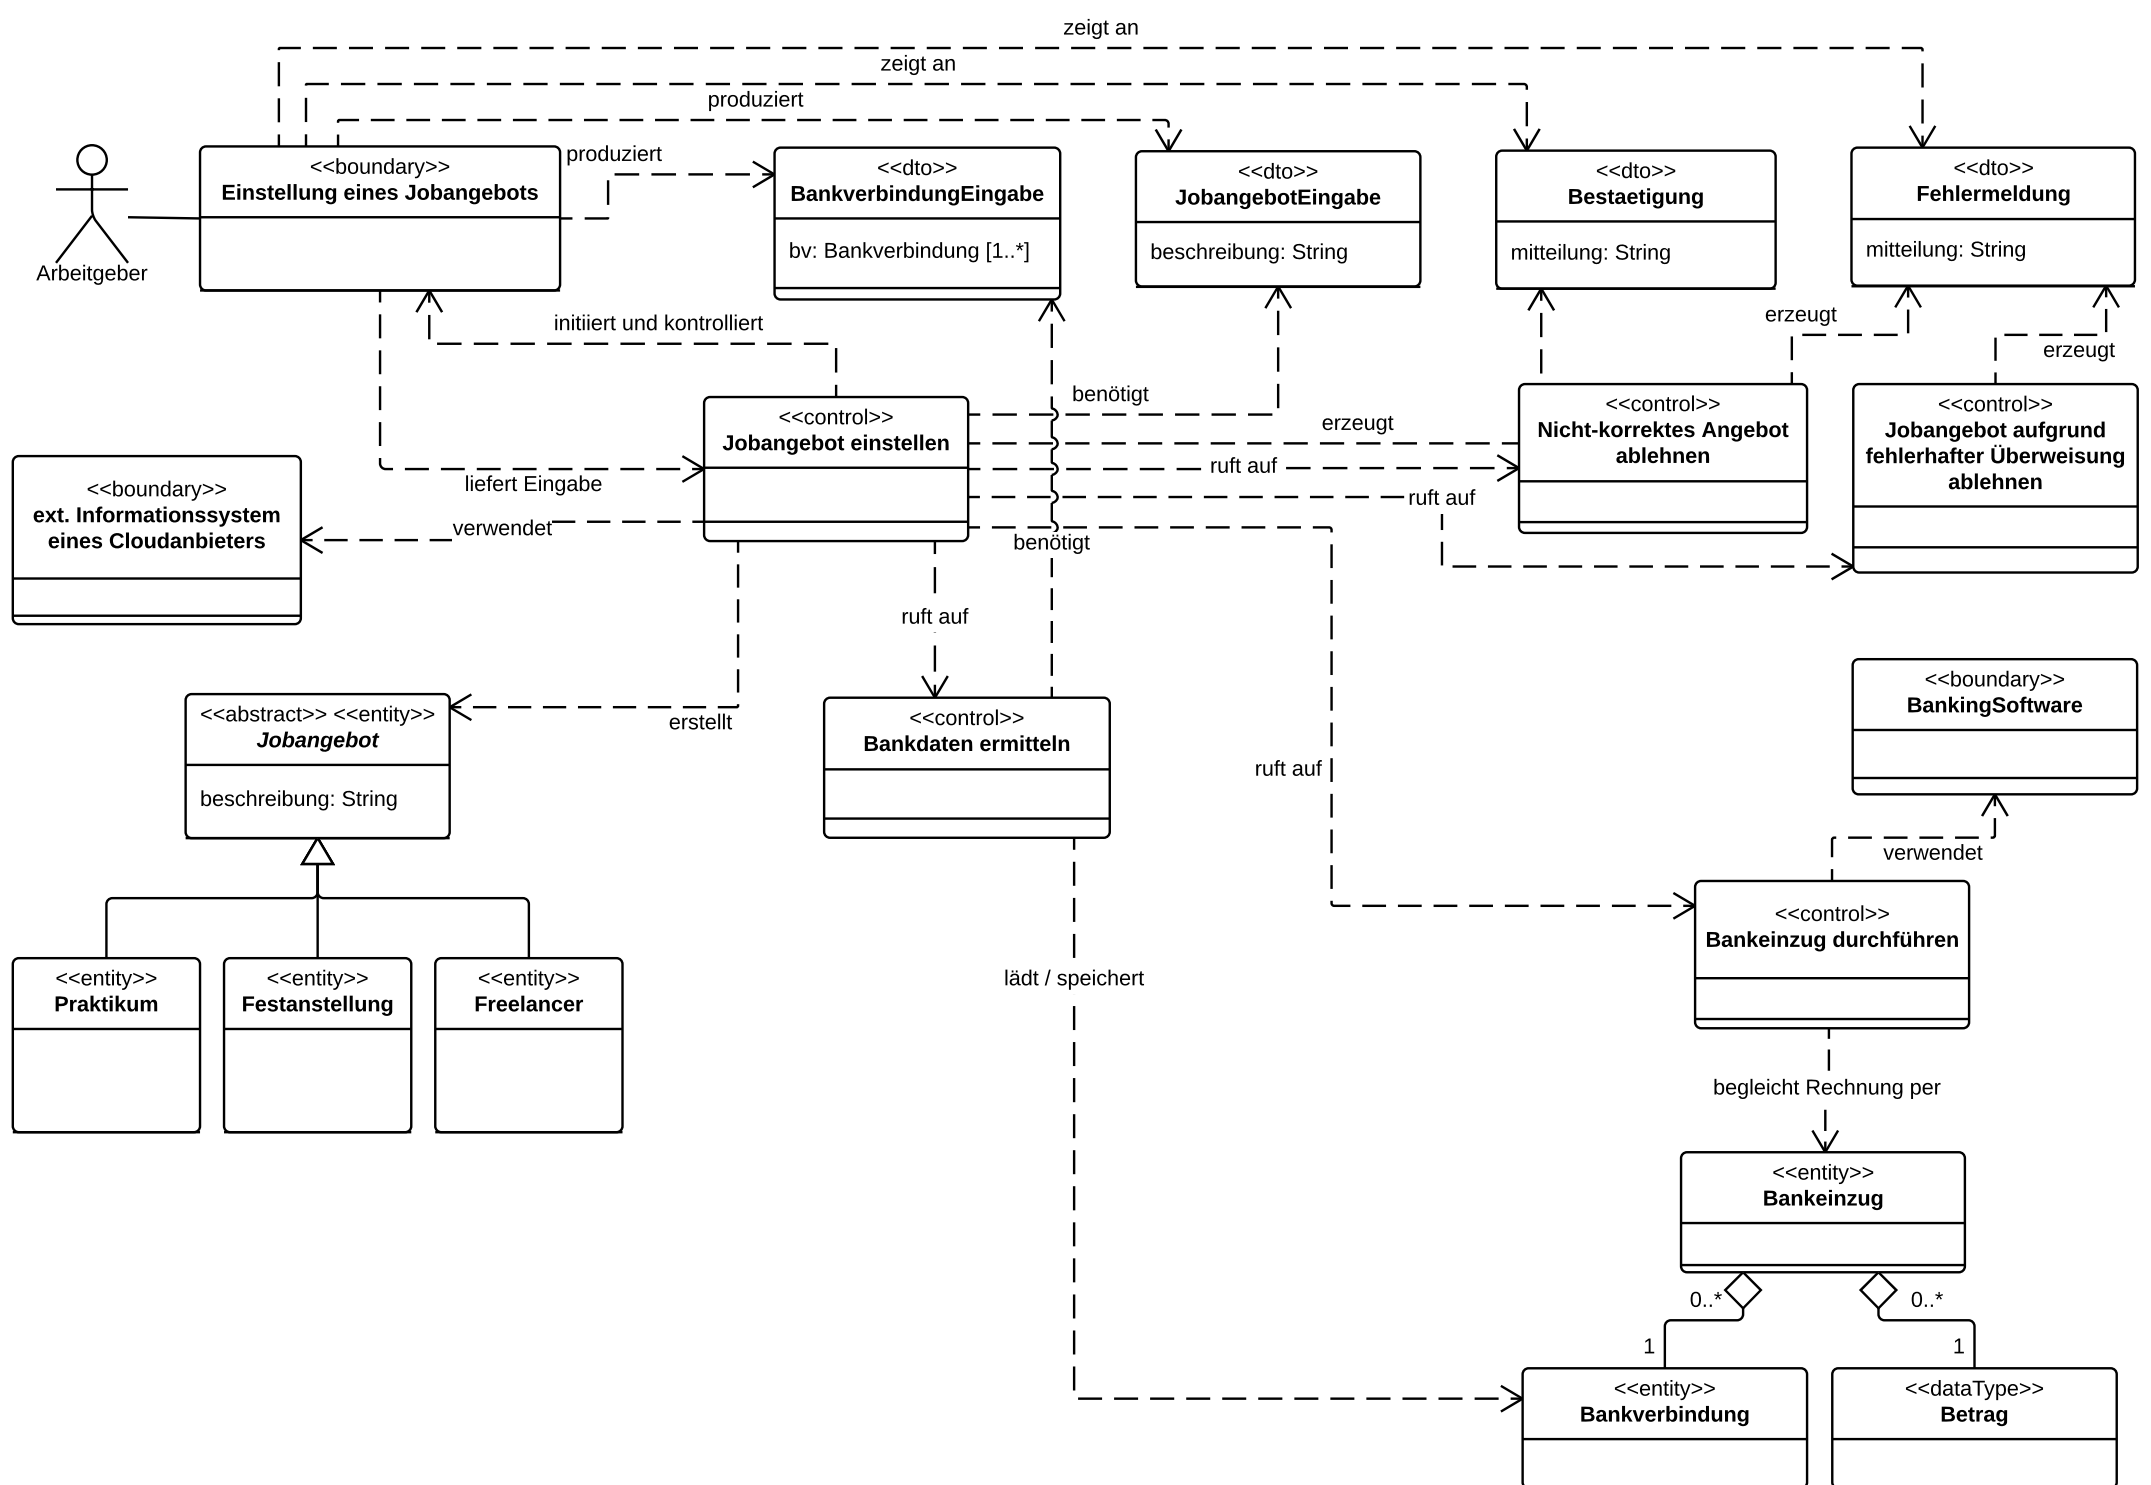 zeigt an
zeigt an
produziert
produziert
<<boundary>>
Einstellung eines Jobangebots
<<dto>>
BankverbindungEingabe
bv: Bankverbindung [1..*]
<<dto>>
JobangebotEingabe
beschreibung: String
<<dto>>
Bestaetigung
mitteilung: String
<<dto>>
Fehlermeldung
mitteilung: String
Arbeitgeber
initiiert und kontrolliert
erzeugt
erzeugt
benötigt
<<control>>
Jobangebot einstellen
erzeugt
ruft auf
ruft auf
<<control>>
Nicht-korrektes Angebot
ablehnen
<<control>>
Jobangebot aufgrund
fehlerhafter Überweisung
ablehnen
liefert Eingabe
<<boundary>>
ext. Informationssystem
eines Cloudanbieters
verwendet
benötigt
ruft auf
<<abstract>> <<entity>>
Jobangebot
beschreibung: String
erstellt
<<control>>
Bankdaten ermitteln
ruft auf
<<boundary>>
BankingSoftware
verwendet
<<control>>
Bankeinzug durchführen
<<entity>>
Praktikum
<<entity>>
Festanstellung
<<entity>>
Freelancer
lädt / speichert
begleicht Rechnung per
<<entity>>
Bankeinzug
0..*
0..*
1
1
<<entity>>
Bankverbindung
<<dataType>>
Betrag